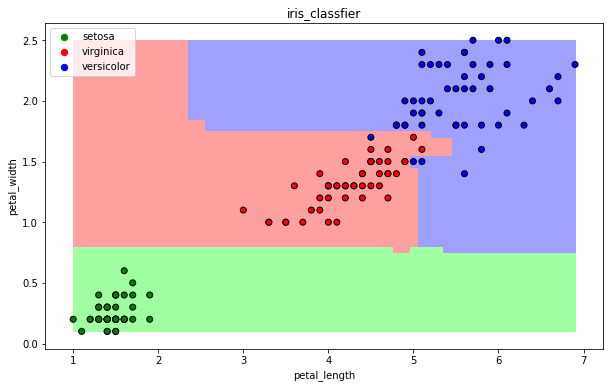 iris_classfier
setosa
virginica
versicolor
petal_width
2.5
2.0
1.5
1.0
0.5
0.0
1 2 3 4 5 6 7
petal_length